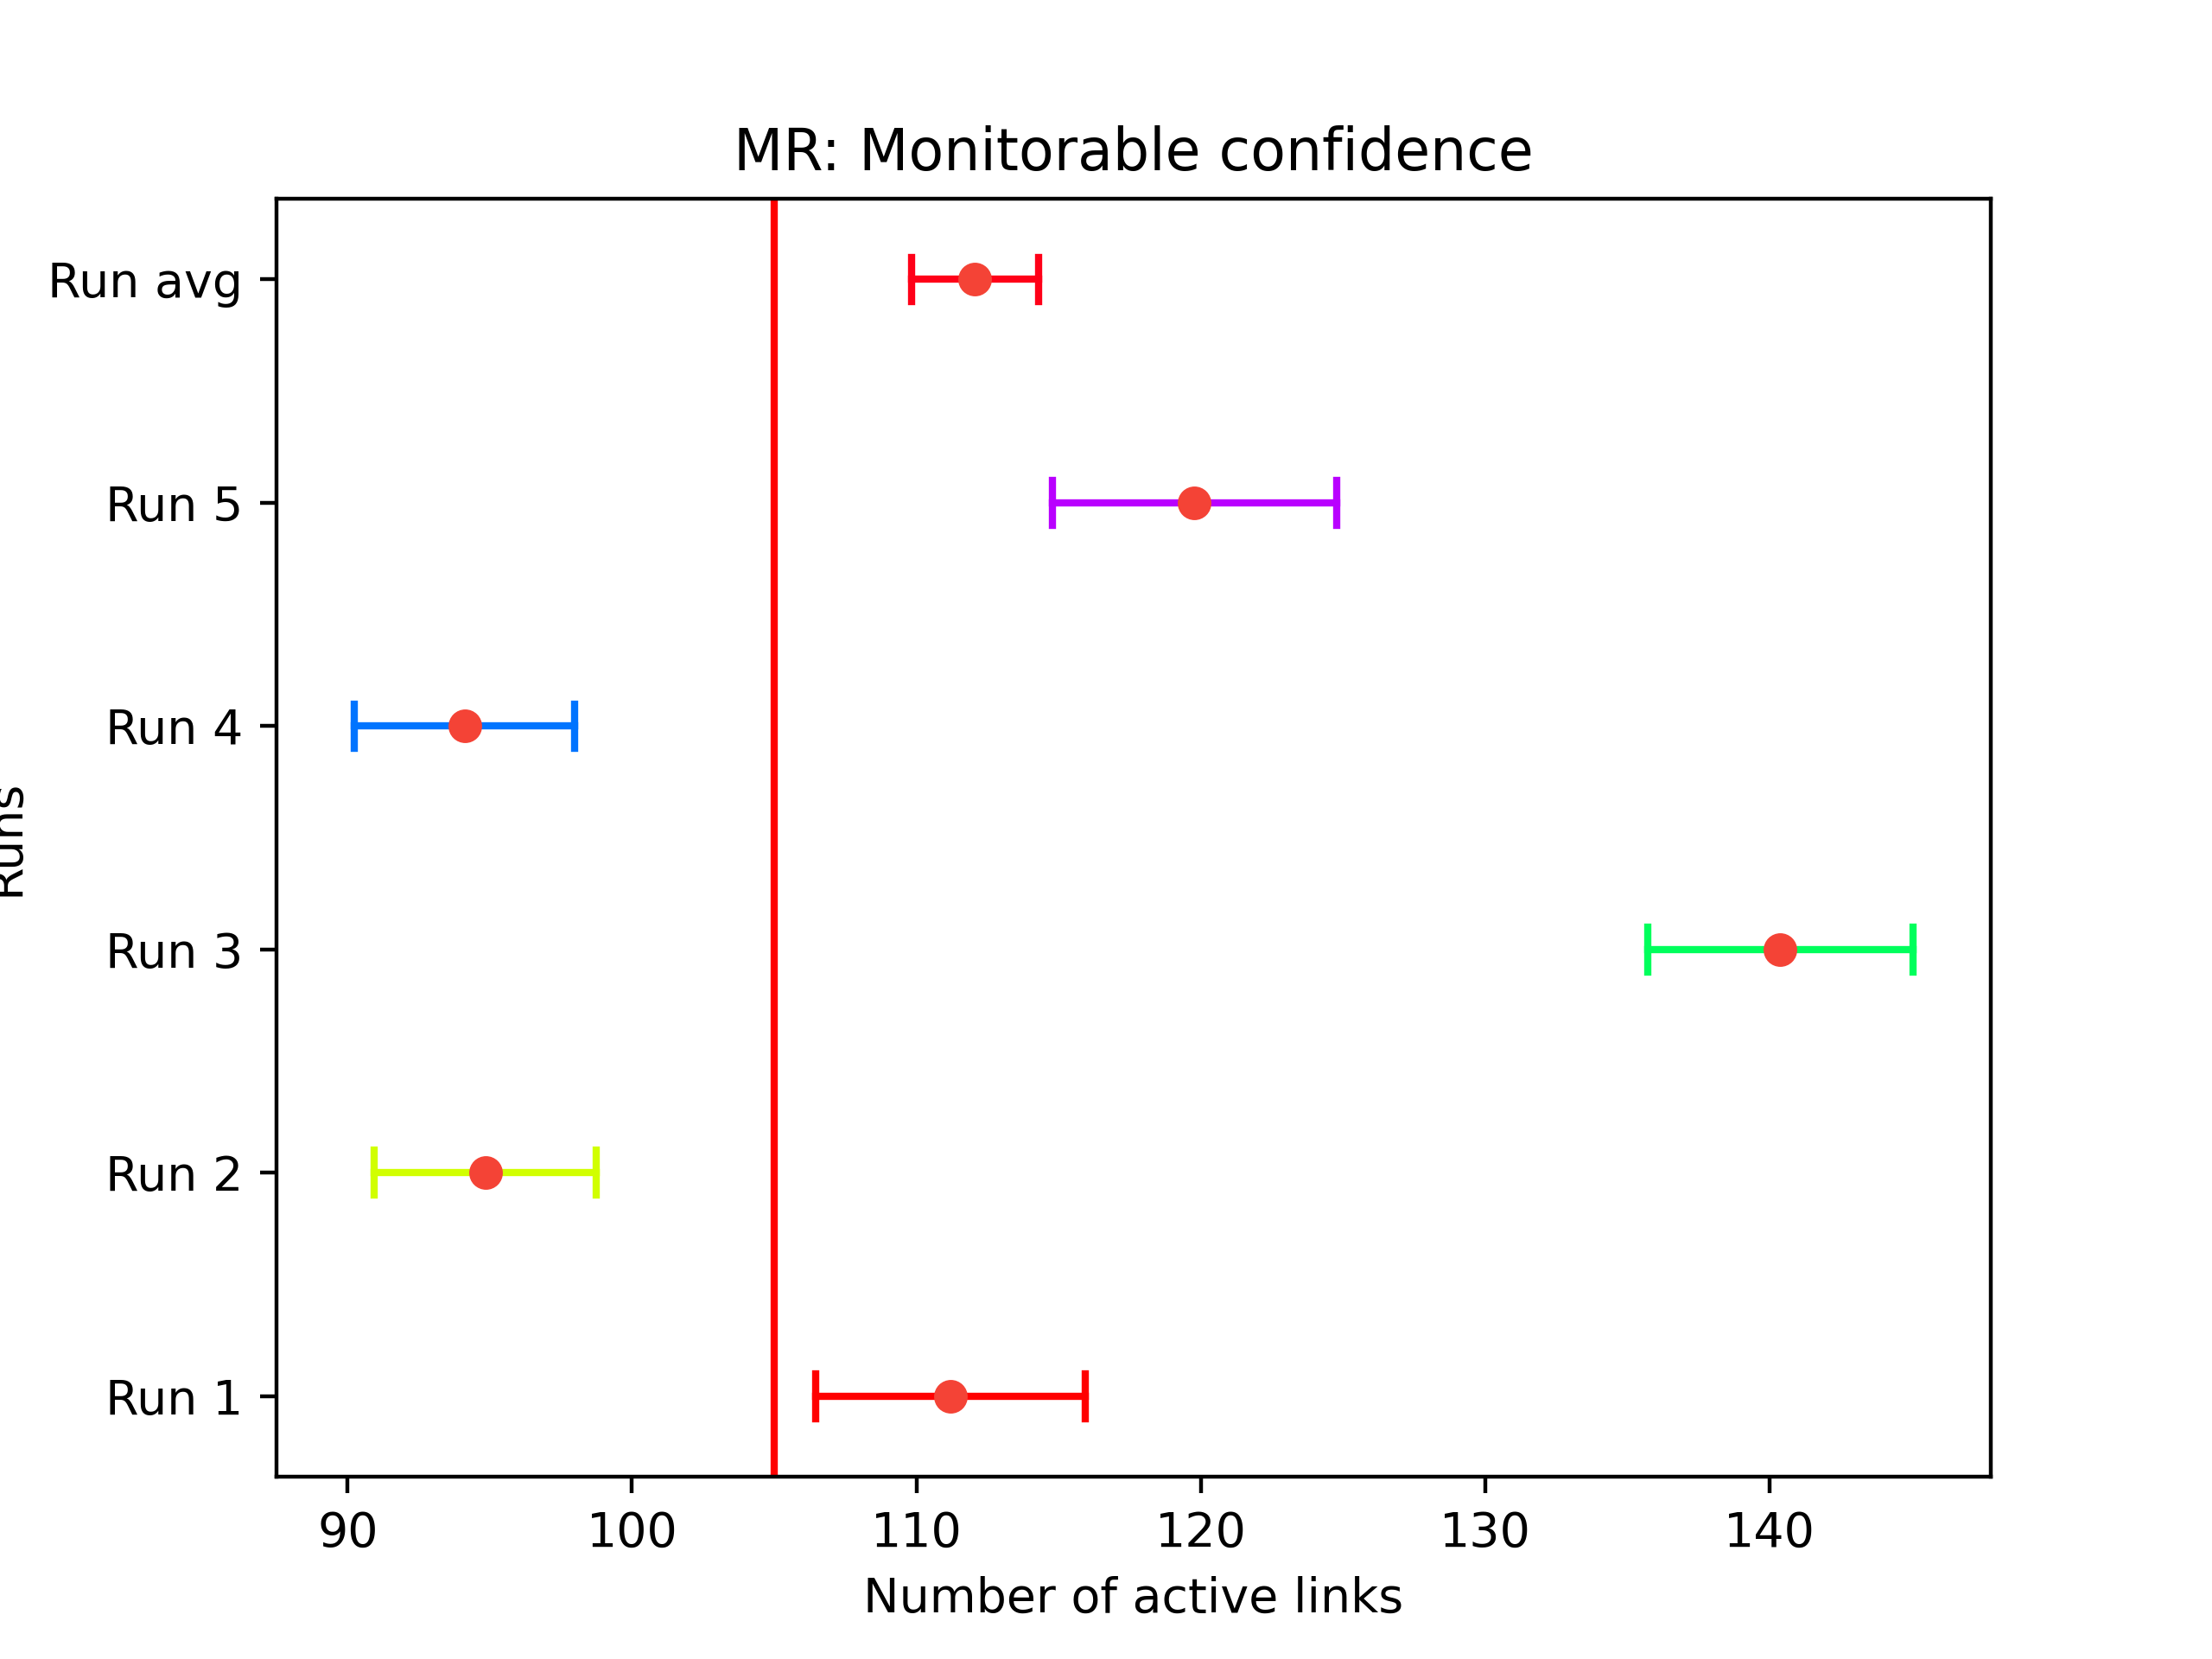 MR: Monitorable confidence
Run avg
Run 5
Run 4
Run 3
Run 2
Run 1
Runs
90 100 110 120 130 140
Number of active links